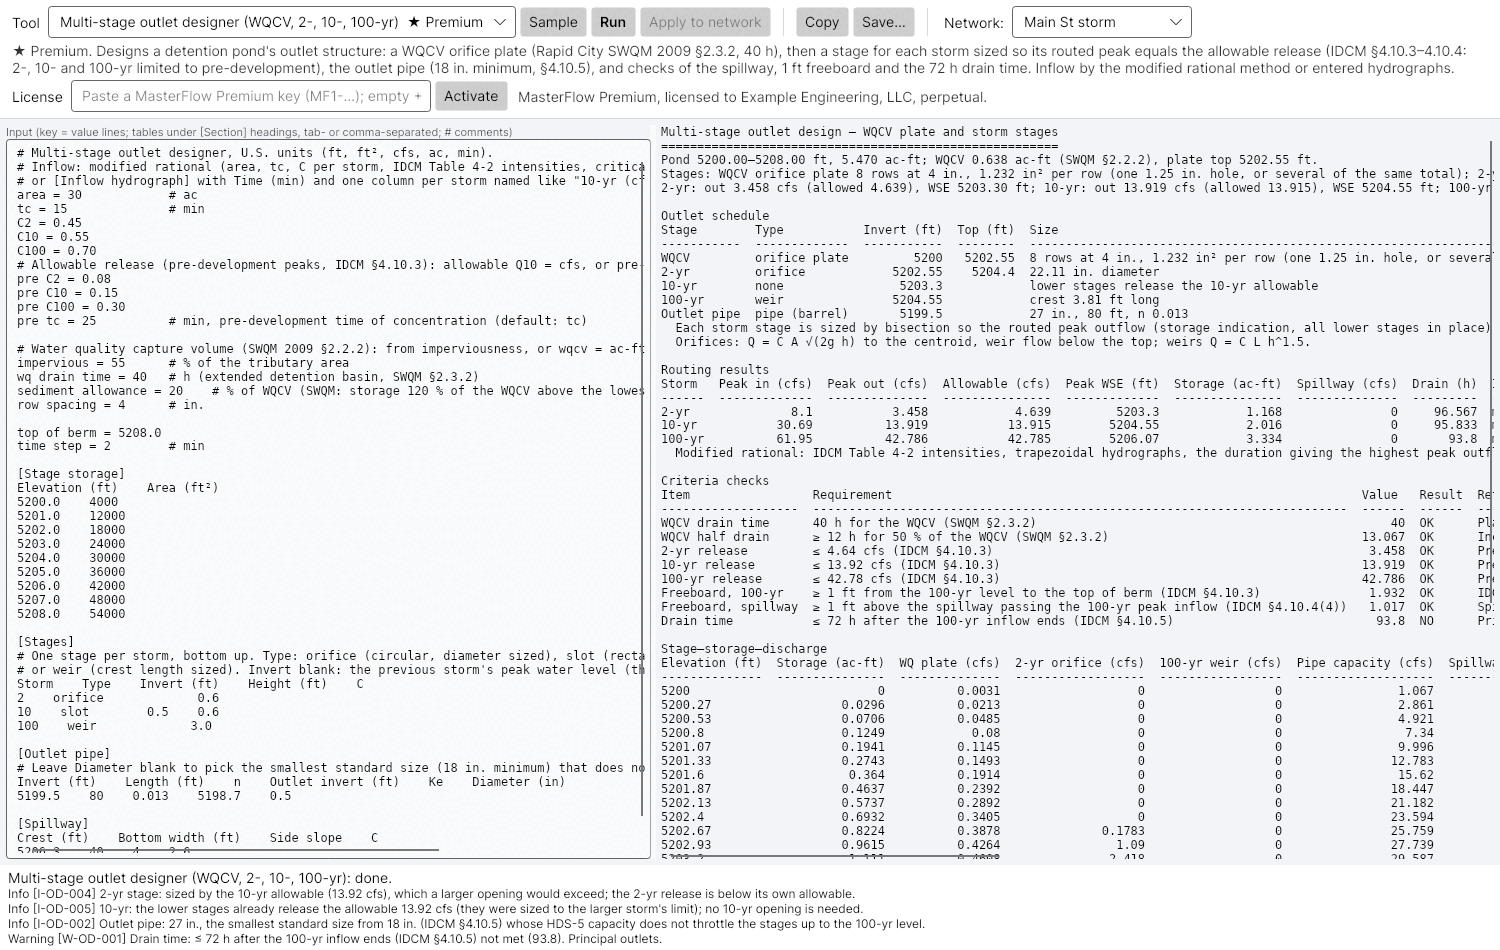 Tool Multi-stage outlet designer (WQCV, 2-, 10-, 100-yr) ★ Premium Sample Run Apply to network Copy Save... Network: Main St storm
★ Premium. Designs a detention pond's outlet structure: a WQCV orifice plate (Rapid City SWQM 2009 §2.3.2, 40 h), then a stage for each storm sized so its routed peak equals the allowable release (IDCM §4.10.3–4.10.4:
2-, 10- and 100-yr limited to pre-development), the outlet pipe (18 in. minimum, §4.10.5), and checks of the spillway, 1 ft freeboard and the 72 h drain time. Inflow by the modified rational method or entered hydrographs.
License Paste a MasterFlow Premium key (MF1-...); empty + Activate MasterFlow Premium, licensed to Example Engineering, LLC, perpetual.
Input (key = value lines; tables under [Section] headings, tab- or comma-separated; # comments)
# Multi-stage outlet designer, U.S. units (ft, ft², cfs, ac, min).
# Inflow: modified rational (area, tc, C per storm, IDCM Table 4-2 intensities, critica
# or [Inflow hydrograph] with Time (min) and one column per storm named like "10-yr (cf
area = 30 # ac
tc = 15 # min
C2 = 0.45
C10 = 0.55
C100 = 0.70
# Allowable release (pre-development peaks, IDCM §4.10.3): allowable Q10 = cfs, or pre-
pre C2 = 0.08
pre C10 = 0.15
pre C100 = 0.30
pre tc = 25 # min, pre-development time of concentration (default: tc)
# Water quality capture volume (SWQM 2009 §2.2.2): from imperviousness, or wqcv = ac-ft
impervious = 55 # % of the tributary area
wq drain time = 40 # h (extended detention basin, SWQM §2.3.2)
sediment allowance = 20 # % of WQCV (SWQM: storage 120 % of the WQCV above the lowes
row spacing = 4 # in.
top of berm = 5208.0
time step = 2 # min
[Stage storage]
Elevation (ft) Area (ft²)
5200.0 4000
5201.0 12000
5202.0 18000
5203.0 24000
5204.0 30000
5205.0 36000
5206.0 42000
5207.0 48000
5208.0 54000
[Stages]
# One stage per storm, bottom up. Type: orifice (circular, diameter sized), slot (recta
# or weir (crest length sized). Invert blank: the previous storm's peak water level (th
Storm Type Invert (ft) Height (ft) C
2 orifice 0.6
10 slot 0.5 0.6
100 weir 3.0
[Outlet pipe]
# Leave Diameter blank to pick the smallest standard size (18 in. minimum) that does no
Invert (ft) Length (ft) n Outlet invert (ft) Ke Diameter (in)
5199.5 80 0.013 5198.7 0.5
[Spillway]
Crest (ft) Bottom width (ft) Side slope C
5206.3 40 4 2.6
Multi-stage outlet design — WQCV plate and storm stages
=======================================================
Pond 5200.00–5208.00 ft, 5.470 ac-ft; WQCV 0.638 ac-ft (SWQM §2.2.2), plate top 5202.55 ft.
Stages: WQCV orifice plate 8 rows at 4 in., 1.232 in² per row (one 1.25 in. hole, or several of the same total); 2-y
2-yr: out 3.458 cfs (allowed 4.639), WSE 5203.30 ft; 10-yr: out 13.919 cfs (allowed 13.915), WSE 5204.55 ft; 100-yr
Outlet schedule
Stage Type Invert (ft) Top (ft) Size
WQCV orifice plate 5200 5202.55 8 rows at 4 in., 1.232 in² per row (one 1.25 in. hole, or severa
2-yr orifice 5202.55 5204.4 22.11 in. diameter
10-yr none 5203.3 lower stages release the 10-yr allowable
100-yr weir 5204.55 crest 3.81 ft long
Outlet pipe pipe (barrel) 5199.5 27 in., 80 ft, n 0.013
Each storm stage is sized by bisection so the routed peak outflow (storage indication, all lower stages in place)
Orifices: Q = C A √(2g h) to the centroid, weir flow below the top; weirs Q = C L h^1.5.
Routing results
Storm Peak in (cfs) Peak out (cfs) Allowable (cfs) Peak WSE (ft) Storage (ac-ft) Spillway (cfs) Drain (h)
2-yr 8.1 3.458 4.639 5203.3 1.168 0 96.567
10-yr 30.69 13.919 13.915 5204.55 2.016 0 95.833
100-yr 61.95 42.786 42.785 5206.07 3.334 0 93.8
Modified rational: IDCM Table 4-2 intensities, trapezoidal hydrographs, the duration giving the highest peak outf
Criteria checks
Item Requirement Value Result Re
WQCV drain time 40 h for the WQCV (SWQM §2.3.2) 40 OK Pl
WQCV half drain ≥ 12 h for 50 % of the WQCV (SWQM §2.3.2) 13.067 OK In
2-yr release ≤ 4.64 cfs (IDCM §4.10.3) 3.458 OK Pr
10-yr release ≤ 13.92 cfs (IDCM §4.10.3) 13.919 OK Pr
100-yr release ≤ 42.78 cfs (IDCM §4.10.3) 42.786 OK Pr
Freeboard, 100-yr ≥ 1 ft from the 100-yr level to the top of berm (IDCM §4.10.3) 1.932 OK ID
Freeboard, spillway ≥ 1 ft above the spillway passing the 100-yr peak inflow (IDCM §4.10.4(4)) 1.017 OK Sp
Drain time ≤ 72 h after the 100-yr inflow ends (IDCM §4.10.5) 93.8 NO Pr
Stage–storage–discharge
Elevation (ft) Storage (ac-ft) WQ plate (cfs) 2-yr orifice (cfs) 100-yr weir (cfs) Pipe capacity (cfs) Spillw
5200 0 0.0031 0 0 1.067
5200.27 0.0296 0.0213 0 0 2.861
5200.53 0.0706 0.0485 0 0 4.921
5200.8 0.1249 0.08 0 0 7.34
5201.07 0.1941 0.1145 0 0 9.996
5201.33 0.2743 0.1493 0 0 12.783
5201.6 0.364 0.1914 0 0 15.62
5201.87 0.4637 0.2392 0 0 18.447
5202.13 0.5737 0.2892 0 0 21.182
5202.4 0.6932 0.3405 0 0 23.594
5202.67 0.8224 0.3878 0.1783 0 25.759
5202.93 0.9615 0.4264 1.09 0 27.739
5203.2 1.111 0.4608 2.418 0 29.587
Multi-stage outlet designer (WQCV, 2-, 10-, 100-yr): done.
Info [I-OD-004] 2-yr stage: sized by the 10-yr allowable (13.92 cfs), which a larger opening would exceed; the 2-yr release is below its own allowable.
Info [I-OD-005] 10-yr: the lower stages already release the allowable 13.92 cfs (they were sized to the larger storm's limit); no 10-yr opening is needed.
Info [I-OD-002] Outlet pipe: 27 in., the smallest standard size from 18 in. (IDCM §4.10.5) whose HDS-5 capacity does not throttle the stages up to the 100-yr level.
Warning [W-OD-001] Drain time: ≤ 72 h after the 100-yr inflow ends (IDCM §4.10.5) not met (93.8). Principal outlets.